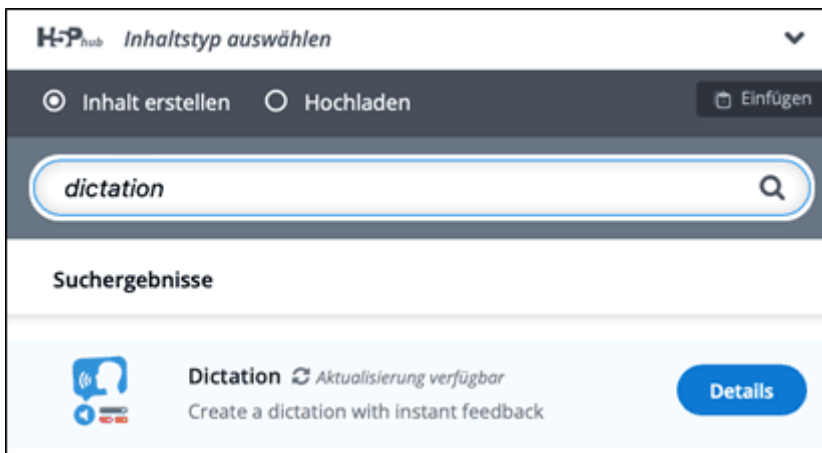 H5P hub Inhaltstyp auswählen
Inhalt erstellen Hochladen Einfügen
dictation
Suchergebnisse
Dictation Aktualisierung verfügbar
Create a dictation with instant feedback
Details